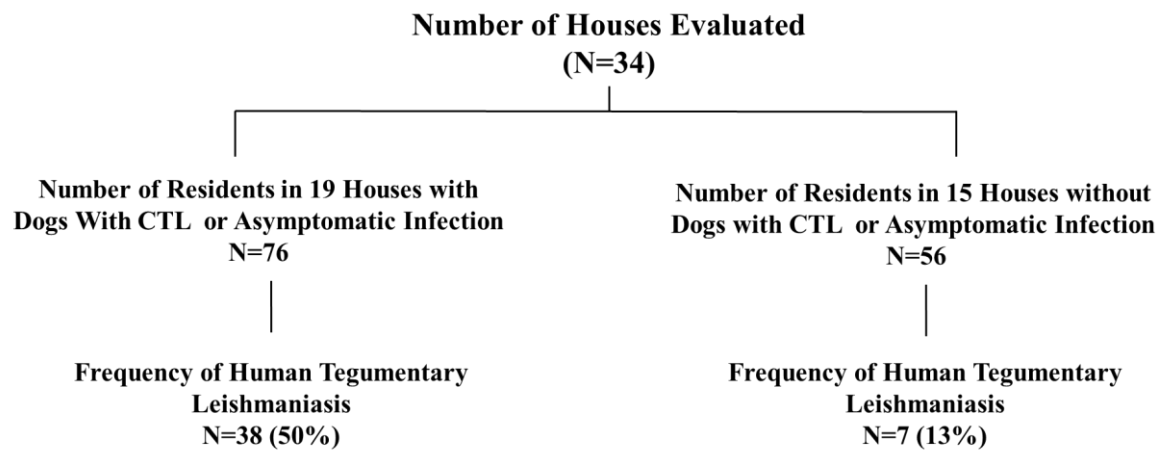 Number of Houses Evaluated
(N=34)
Number of Residents in 19 Houses with
Dogs With CTL or Asymptomatic Infection
N=76
Number of Residents in 15 Houses without
Dogs with CTL or Asymptomatic Infection
N=56
Frequency of Human Tegumentary
Leishmaniasis
N=38 (50%)
Frequency of Human Tegumentary
Leishmaniasis
N=7 (13%)